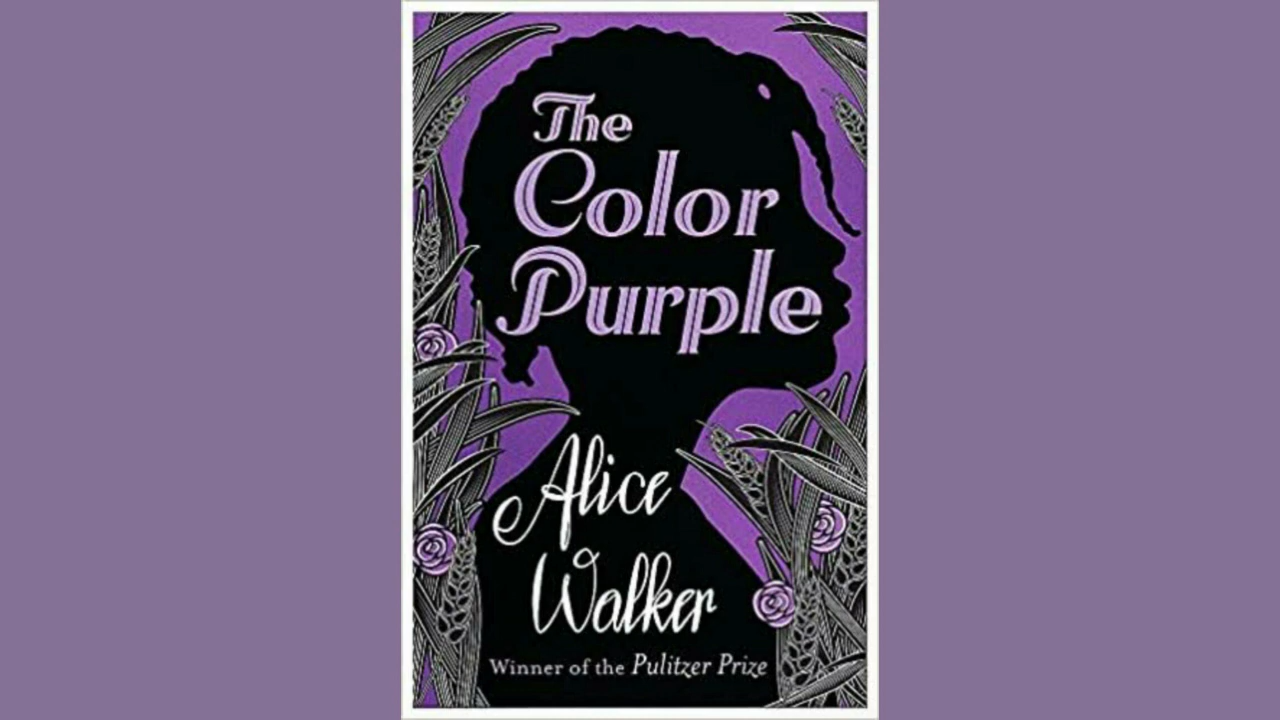 The
Color
Purple
Alice
Walker
Winner of the Pulitzer Prize